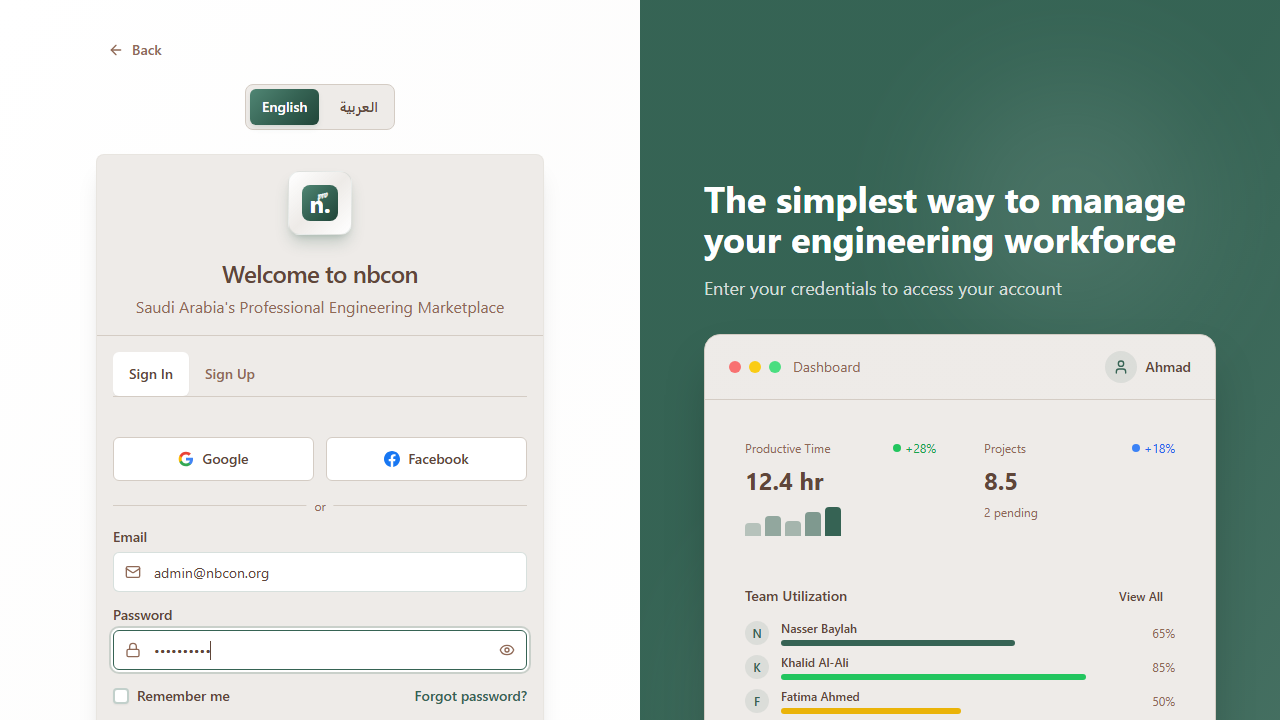 Back
English
العربية
n.
Welcome to nbcon
Saudi Arabia's Professional Engineering Marketplace
Sign In
Sign Up
Google
Facebook
or
Email
admin@nbcon.org
Password
••••••••••
Remember me
Forgot password?
The simplest way to manage
your engineering workforce
Enter your credentials to access your account
Dashboard
Ahmad
Productive Time
+28%
12.4 hr
Projects
+18%
8.5
2 pending
Team Utilization
View All
N
Nasser Baylah
65%
K
Khalid Al-Ali
85%
F
Fatima Ahmed
50%